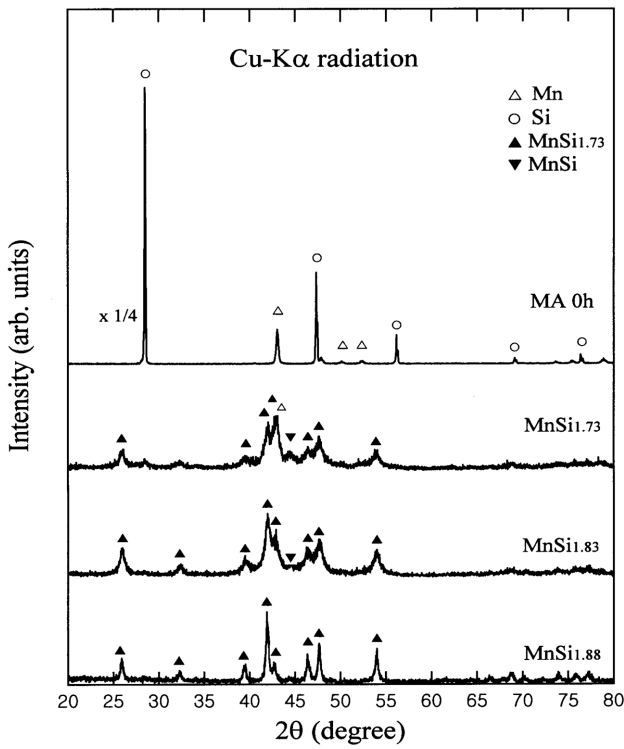 Cu-Kα radiation
△ Mn
○ Si
▲ MnSi1.73
▼ MnSi
x 1/4
MA 0h
MnSi1.73
MnSi1.83
MnSi1.88
Intensity (arb. units)
20 25 30 35 40 45 50 55 60 65 70 75 80
2θ (degree)